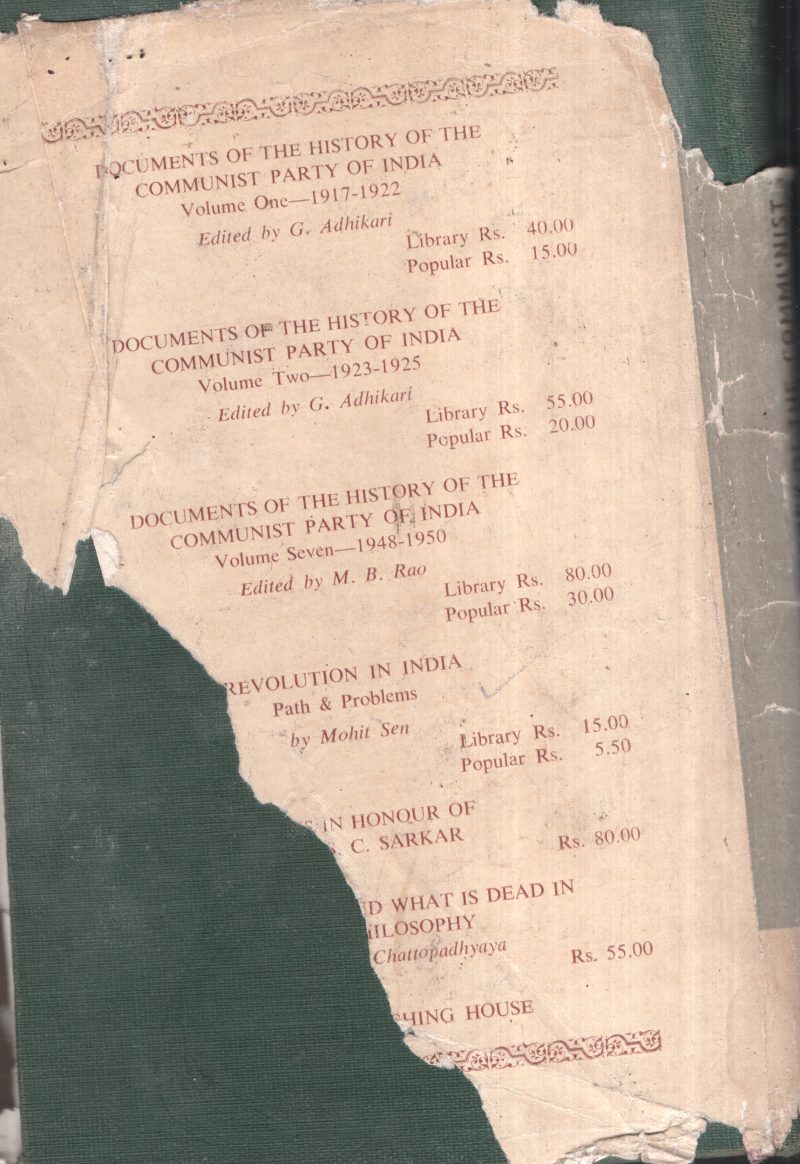 DOCUMENTS OF THE HISTORY OF THE
COMMUNIST PARTY OF INDIA
Volume One—1917-1922
Edited by G. Adhikari
Library Rs. 40.00
Popular Rs. 15.00
DOCUMENTS OF THE HISTORY OF THE
COMMUNIST PARTY OF INDIA
Volume Two—1923-1925
Edited by G. Adhikari
Library Rs. 55.00
Popular Rs. 20.00
DOCUMENTS OF THE HISTORY OF THE
COMMUNIST PARTY OF INDIA
Volume Seven—1948-1950
Edited by M. B. Rao
Library Rs. 80.00
Popular Rs. 30.00
REVOLUTION IN INDIA
Path & Problems
by Mohit Sen
Library Rs. 15.00
Popular Rs. 5.50
IN HONOUR OF
C. SARKAR
Rs. 80.00
WHAT IS DEAD IN
Chattopadhyaya
Rs. 55.00
HOUSE
THE COMMUNIST